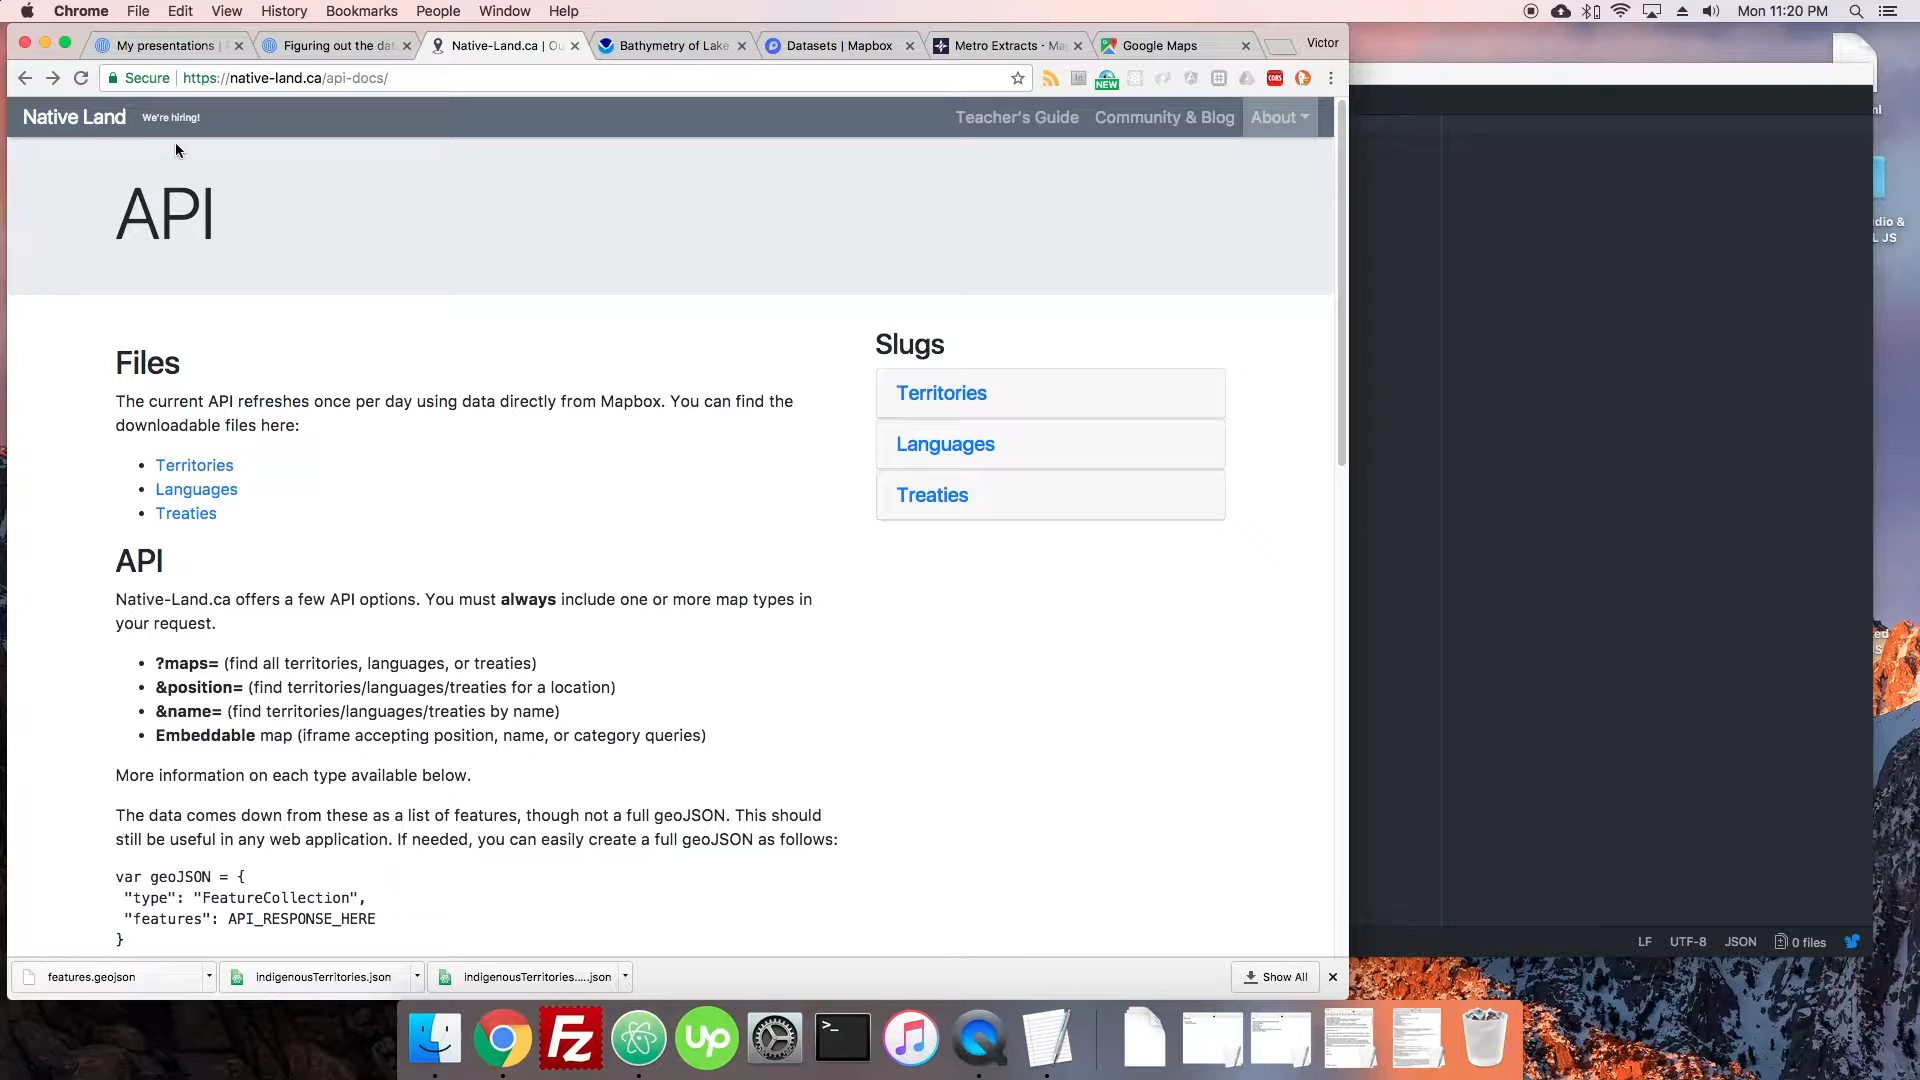 Chrome File Edit View History Bookmarks People Window Help
Mon 11:20 PM
My presentations
Figuring out the dat
Native-Land.ca | Ou
Bathymetry of Lake
Datasets | Mapbox
Metro Extracts · Ma
Google Maps
Victor
Secure https://native-land.ca/api-docs/
NEW
CORS
Native Land We're hiring! Teacher's Guide Community & Blog About
API
Files
The current API refreshes once per day using data directly from Mapbox. You can find the
downloadable files here:
• Territories
• Languages
• Treaties
Slugs
Territories
Languages
Treaties
API
Native-Land.ca offers a few API options. You must always include one or more map types in
your request.
• ?maps= (find all territories, languages, or treaties)
• &position= (find territories/languages/treaties for a location)
• &name= (find territories/languages/treaties by name)
• Embeddable map (iframe accepting position, name, or category queries)
More information on each type available below.
The data comes down from these as a list of features, though not a full geoJSON. This should
still be useful in any web application. If needed, you can easily create a full geoJSON as follows:
var geoJSON = {
"type": "FeatureCollection",
"features": API_RESPONSE_HERE
}
LF UTF-8 JSON 0 files
features.geojson
indigenousTerritories.json
indigenousTerritories.....json
Show All
dio &
L JS
FZ
Up
>_